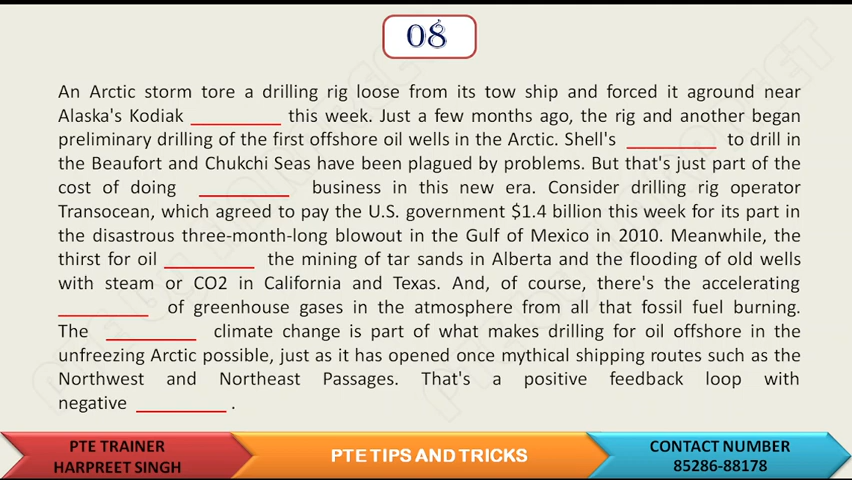 08
An Arctic storm tore a drilling rig loose from its tow ship and forced it aground near
Alaska's Kodiak __________ this week. Just a few months ago, the rig and another began
preliminary drilling of the first offshore oil wells in the Arctic. Shell's __________ to drill in
the Beaufort and Chukchi Seas have been plagued by problems. But that's just part of the
cost of doing __________ business in this new era. Consider drilling rig operator
Transocean, which agreed to pay the U.S. government $1.4 billion this week for its part in
the disastrous three-month-long blowout in the Gulf of Mexico in 2010. Meanwhile, the
thirst for oil __________ the mining of tar sands in Alberta and the flooding of old wells
with steam or CO2 in California and Texas. And, of course, there's the accelerating
__________ of greenhouse gases in the atmosphere from all that fossil fuel burning.
The __________ climate change is part of what makes drilling for oil offshore in the
unfreezing Arctic possible, just as it has opened once mythical shipping routes such as the
Northwest and Northeast Passages. That's a positive feedback loop with
negative __________ .
PTE TRAINER
HARPREET SINGH
PTE TIPS AND TRICKS
CONTACT NUMBER
85286-88178